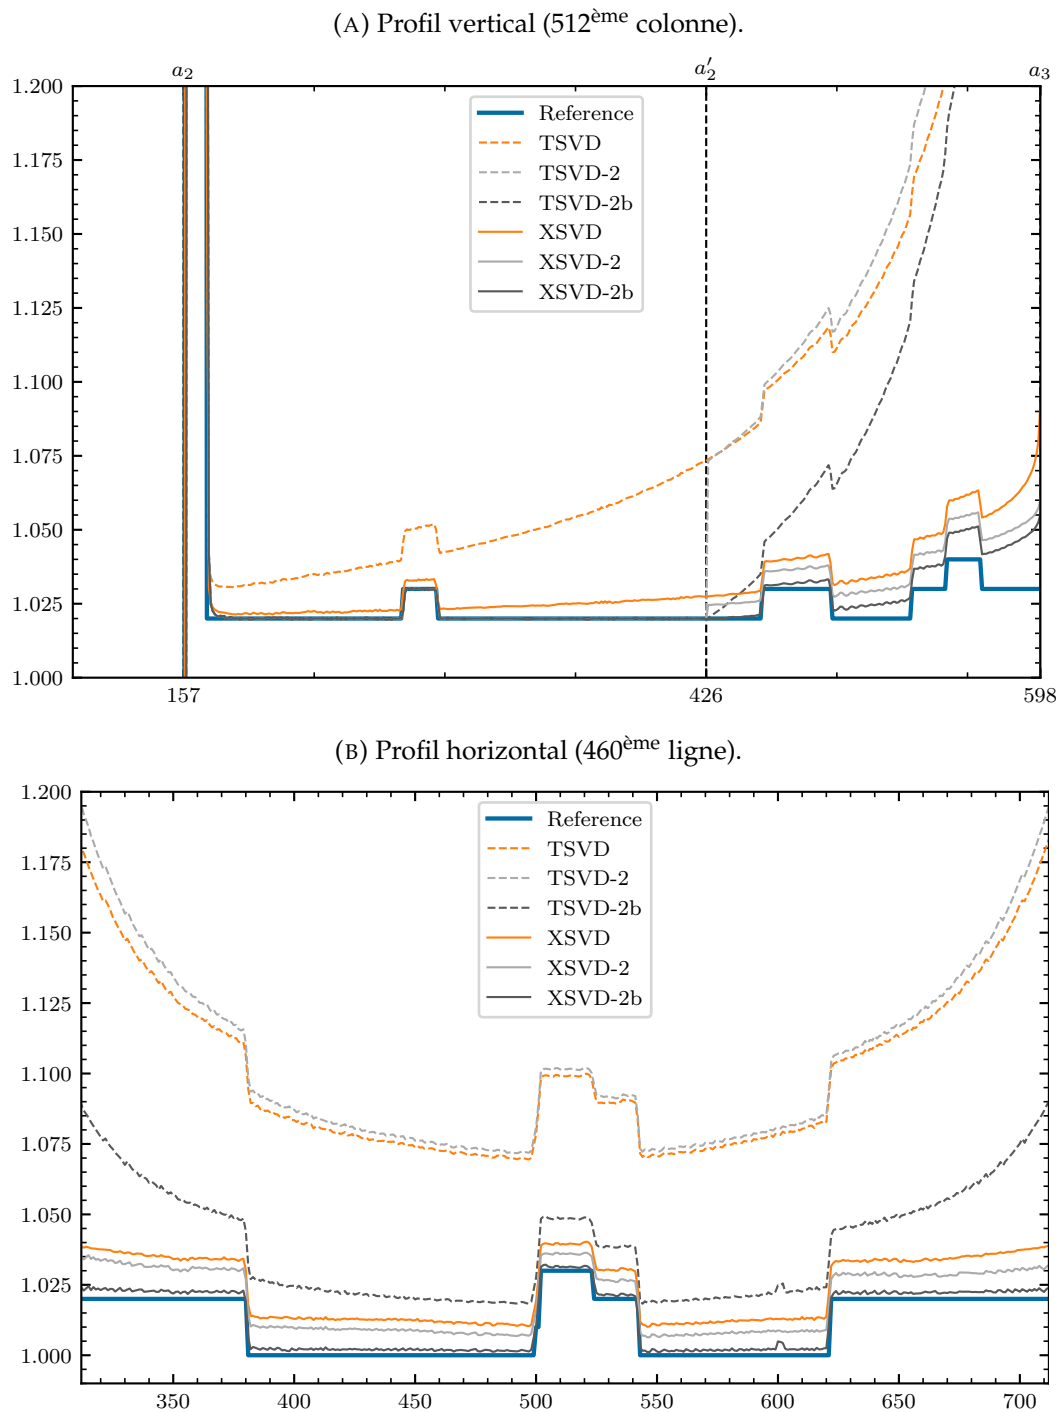 (A) Profil vertical (512ème colonne).
a2 a′2 a3
1.200
1.175
1.150
1.125
1.100
1.075
1.050
1.025
1.000
Reference
TSVD
TSVD-2
TSVD-2b
XSVD
XSVD-2
XSVD-2b
157 426 598
(B) Profil horizontal (460ème ligne).
1.200
1.175
1.150
1.125
1.100
1.075
1.050
1.025
1.000
Reference
TSVD
TSVD-2
TSVD-2b
XSVD
XSVD-2
XSVD-2b
350 400 450 500 550 600 650 700